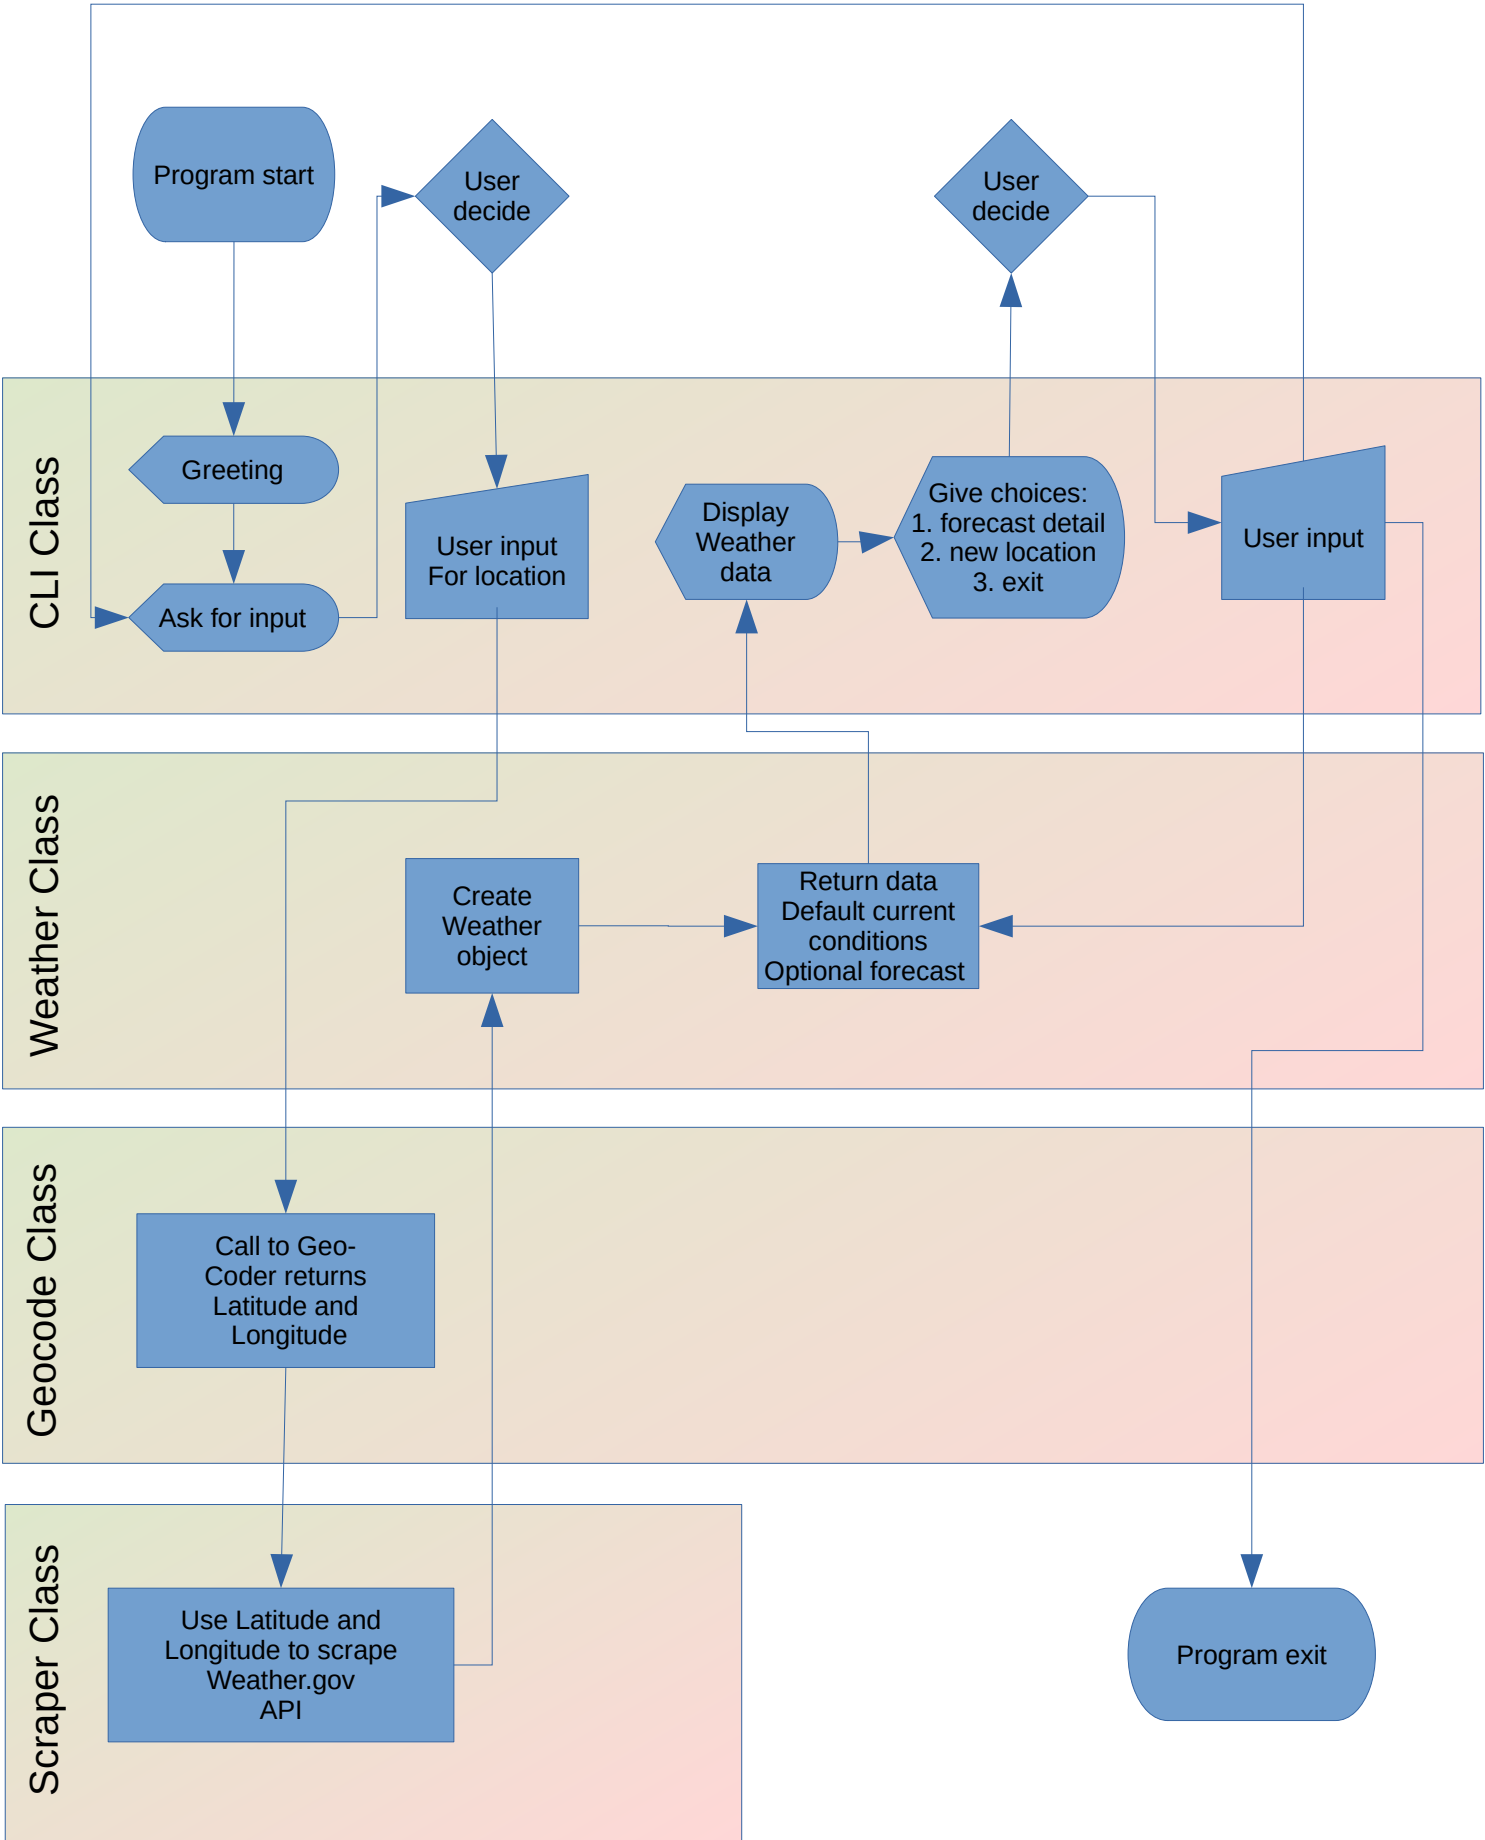 Program start
User
decide
User
decide
CLI Class
Greeting
Ask for input
User input
For location
Display
Weather
data
Give choices:
1. forecast detail
2. new location
3. exit
User input
Weather Class
Create
Weather
object
Return data
Default current
conditions
Optional forecast
Geocode Class
Call to Geo-
Coder returns
Latitude and
Longitude
Scraper Class
Use Latitude and
Longitude to scrape
Weather.gov
API
Program exit